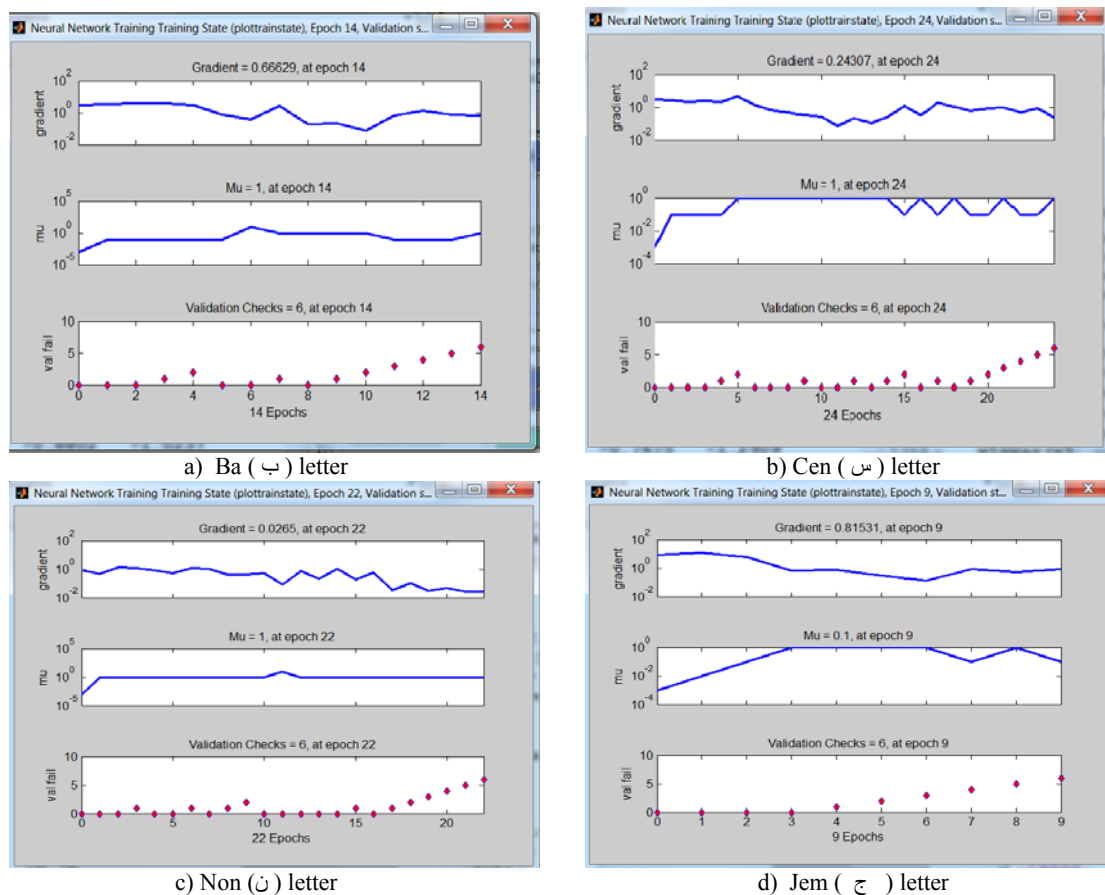 Neural Network Training Training State (plottrainstate), Epoch 14, Validation s...
Gradient = 0.66629, at epoch 14
10^2
10^0
10^-2
gradient
Mu = 1, at epoch 14
10^5
10^0
10^-5
mu
Validation Checks = 6, at epoch 14
10
5
0
val fail
0 2 4 6 8 10 12 14
14 Epochs
a) Ba ( ب ) letter
Neural Network Training Training State (plottrainstate), Epoch 24, Validation s...
Gradient = 0.24307, at epoch 24
10^2
10^0
10^-2
gradient
Mu = 1, at epoch 24
10^0
10^-2
10^-4
mu
Validation Checks = 6, at epoch 24
10
5
0
val fail
0 5 10 15 20
24 Epochs
b) Cen ( س ) letter
Neural Network Training Training State (plottrainstate), Epoch 22, Validation s...
Gradient = 0.0265, at epoch 22
10^2
10^0
10^-2
gradient
Mu = 1, at epoch 22
10^5
10^0
10^-5
mu
Validation Checks = 6, at epoch 22
10
5
0
val fail
0 5 10 15 20
22 Epochs
c) Non (ن ) letter
Neural Network Training Training State (plottrainstate), Epoch 9, Validation st...
Gradient = 0.81531, at epoch 9
10^2
10^0
10^-2
gradient
Mu = 0.1, at epoch 9
10^0
10^-2
10^-4
mu
Validation Checks = 6, at epoch 9
10
5
0
val fail
0 1 2 3 4 5 6 7 8 9
9 Epochs
d) Jem ( ج ) letter